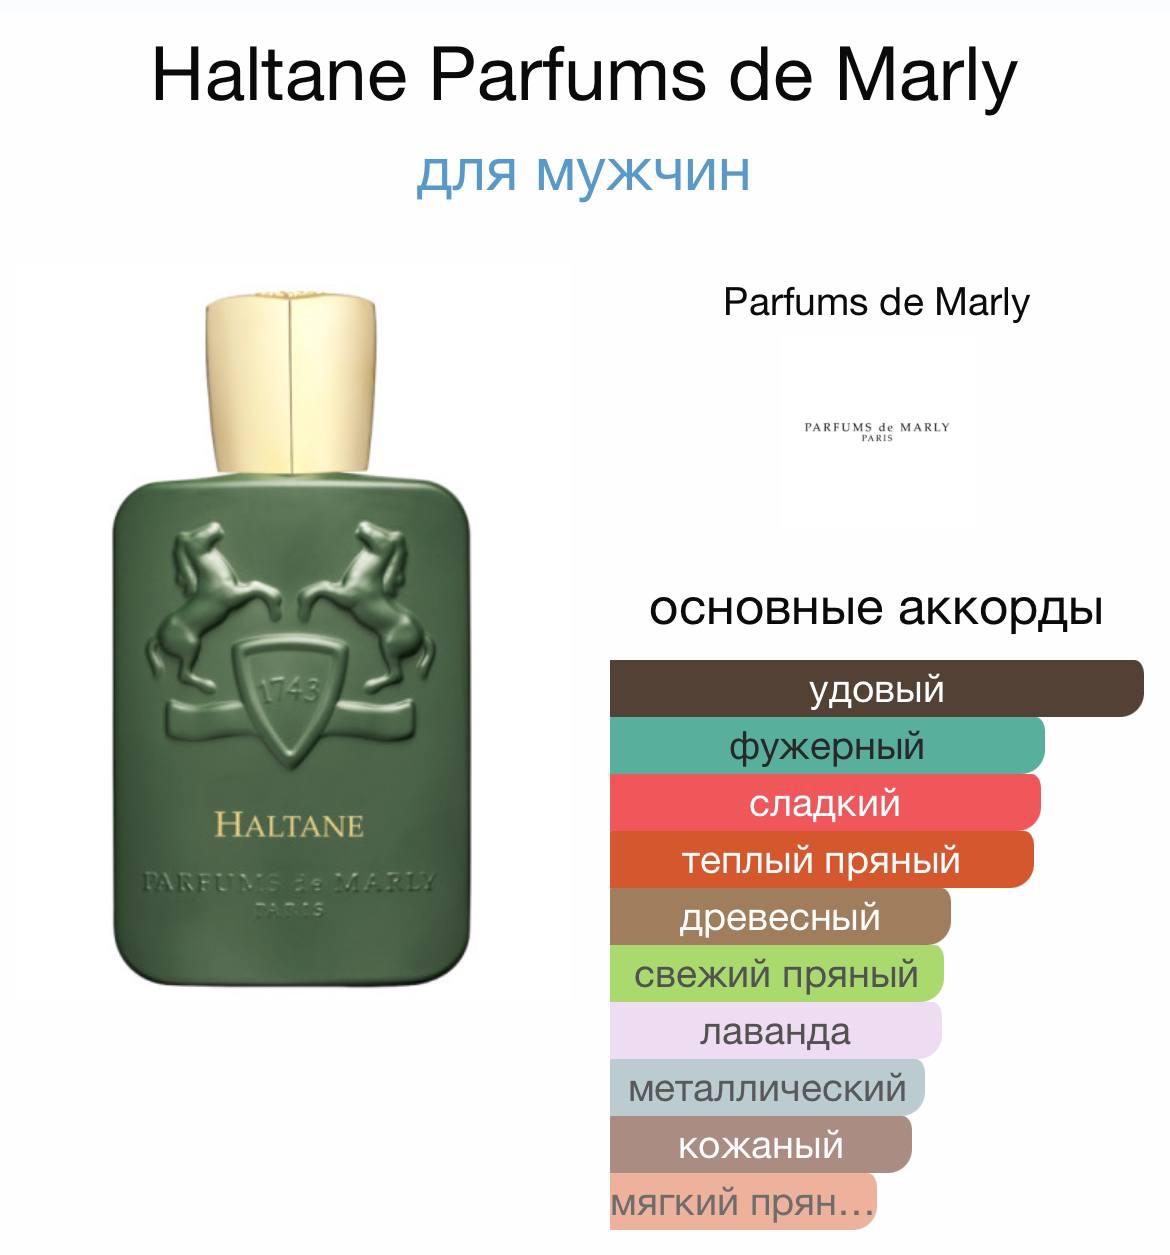 Haltane Parfums de Marly
для мужчин
Parfums de Marly
PARFUMS de MARLY
PARIS
1743
HALTANE
PARFUMS de MARLY
PARIS
основные аккорды
удовый
фужерный
сладкий
теплый пряный
древесный
свежий пряный
лаванда
металлический
кожаный
мягкий прян...